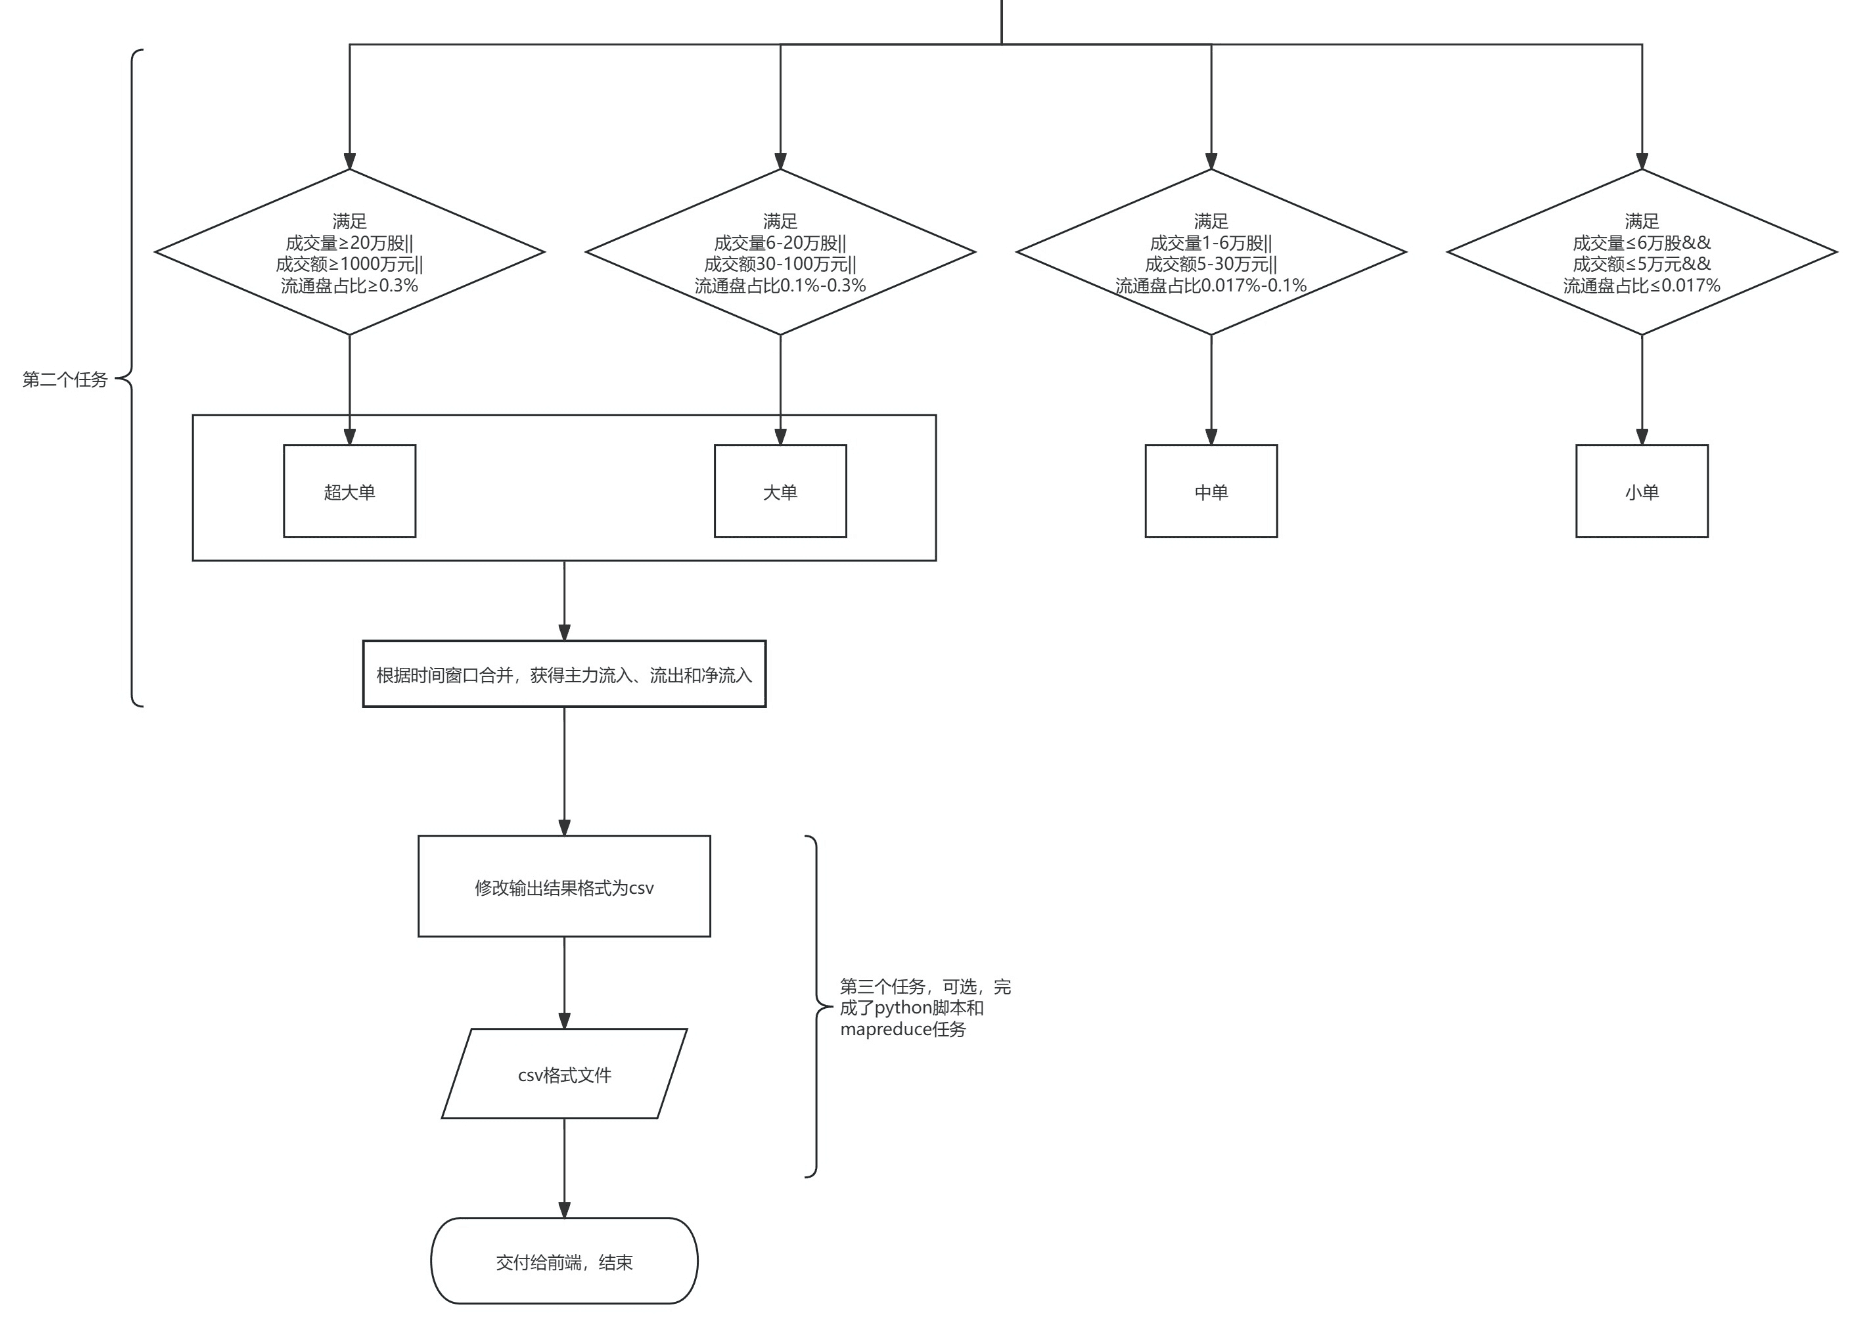 满足
成交量≥20万股||
成交额≥1000万元||
流通盘占比≥0.3%
满足
成交量6-20万股||
成交额30-100万元||
流通盘占比0.1%-0.3%
满足
成交量1-6万股||
成交额5-30万元||
流通盘占比0.017%-0.1%
满足
成交量≤6万股&&
成交额≤5万元&&
流通盘占比≤0.017%
第二个任务
超大单
大单
中单
小单
根据时间窗口合并，获得主力流入、流出和净流入
修改输出结果格式为csv
第三个任务，可选，完
成了python脚本和
mapreduce任务
csv格式文件
交付给前端，结束